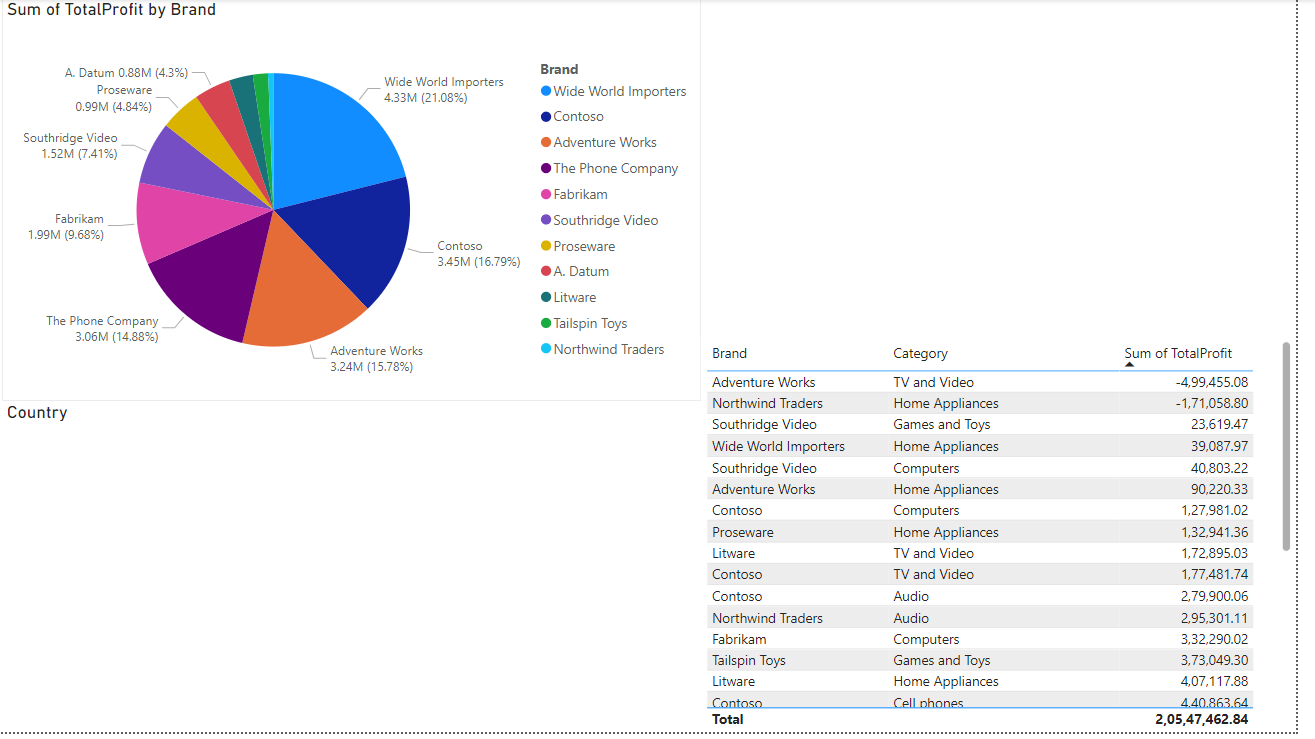 Sum of TotalProfit by Brand
A. Datum 0.88M (4.3%)
Proseware
0.99M (4.84%)
Southridge Video
1.52M (7.41%)
Fabrikam
1.99M (9.68%)
The Phone Company
3.06M (14.88%)
Wide World Importers
4.33M (21.08%)
Contoso
3.45M (16.79%)
Adventure Works
3.24M (15.78%)
Brand
Wide World Importers
Contoso
Adventure Works
The Phone Company
Fabrikam
Southridge Video
Proseware
A. Datum
Litware
Tailspin Toys
Northwind Traders
Country
Brand Category Sum of TotalProfit
Adventure Works TV and Video -4,99,455.08
Northwind Traders Home Appliances -1,71,058.80
Southridge Video Games and Toys 23,619.47
Wide World Importers Home Appliances 39,087.97
Southridge Video Computers 40,803.22
Adventure Works Home Appliances 90,220.33
Contoso Computers 1,27,981.02
Proseware Home Appliances 1,32,941.36
Litware TV and Video 1,72,895.03
Contoso TV and Video 1,77,481.74
Contoso Audio 2,79,900.06
Northwind Traders Audio 2,95,301.11
Fabrikam Computers 3,32,290.02
Tailspin Toys Games and Toys 3,73,049.30
Litware Home Appliances 4,07,117.88
Contoso Cell phones 4,40,863.64
Total 2,05,47,462.84